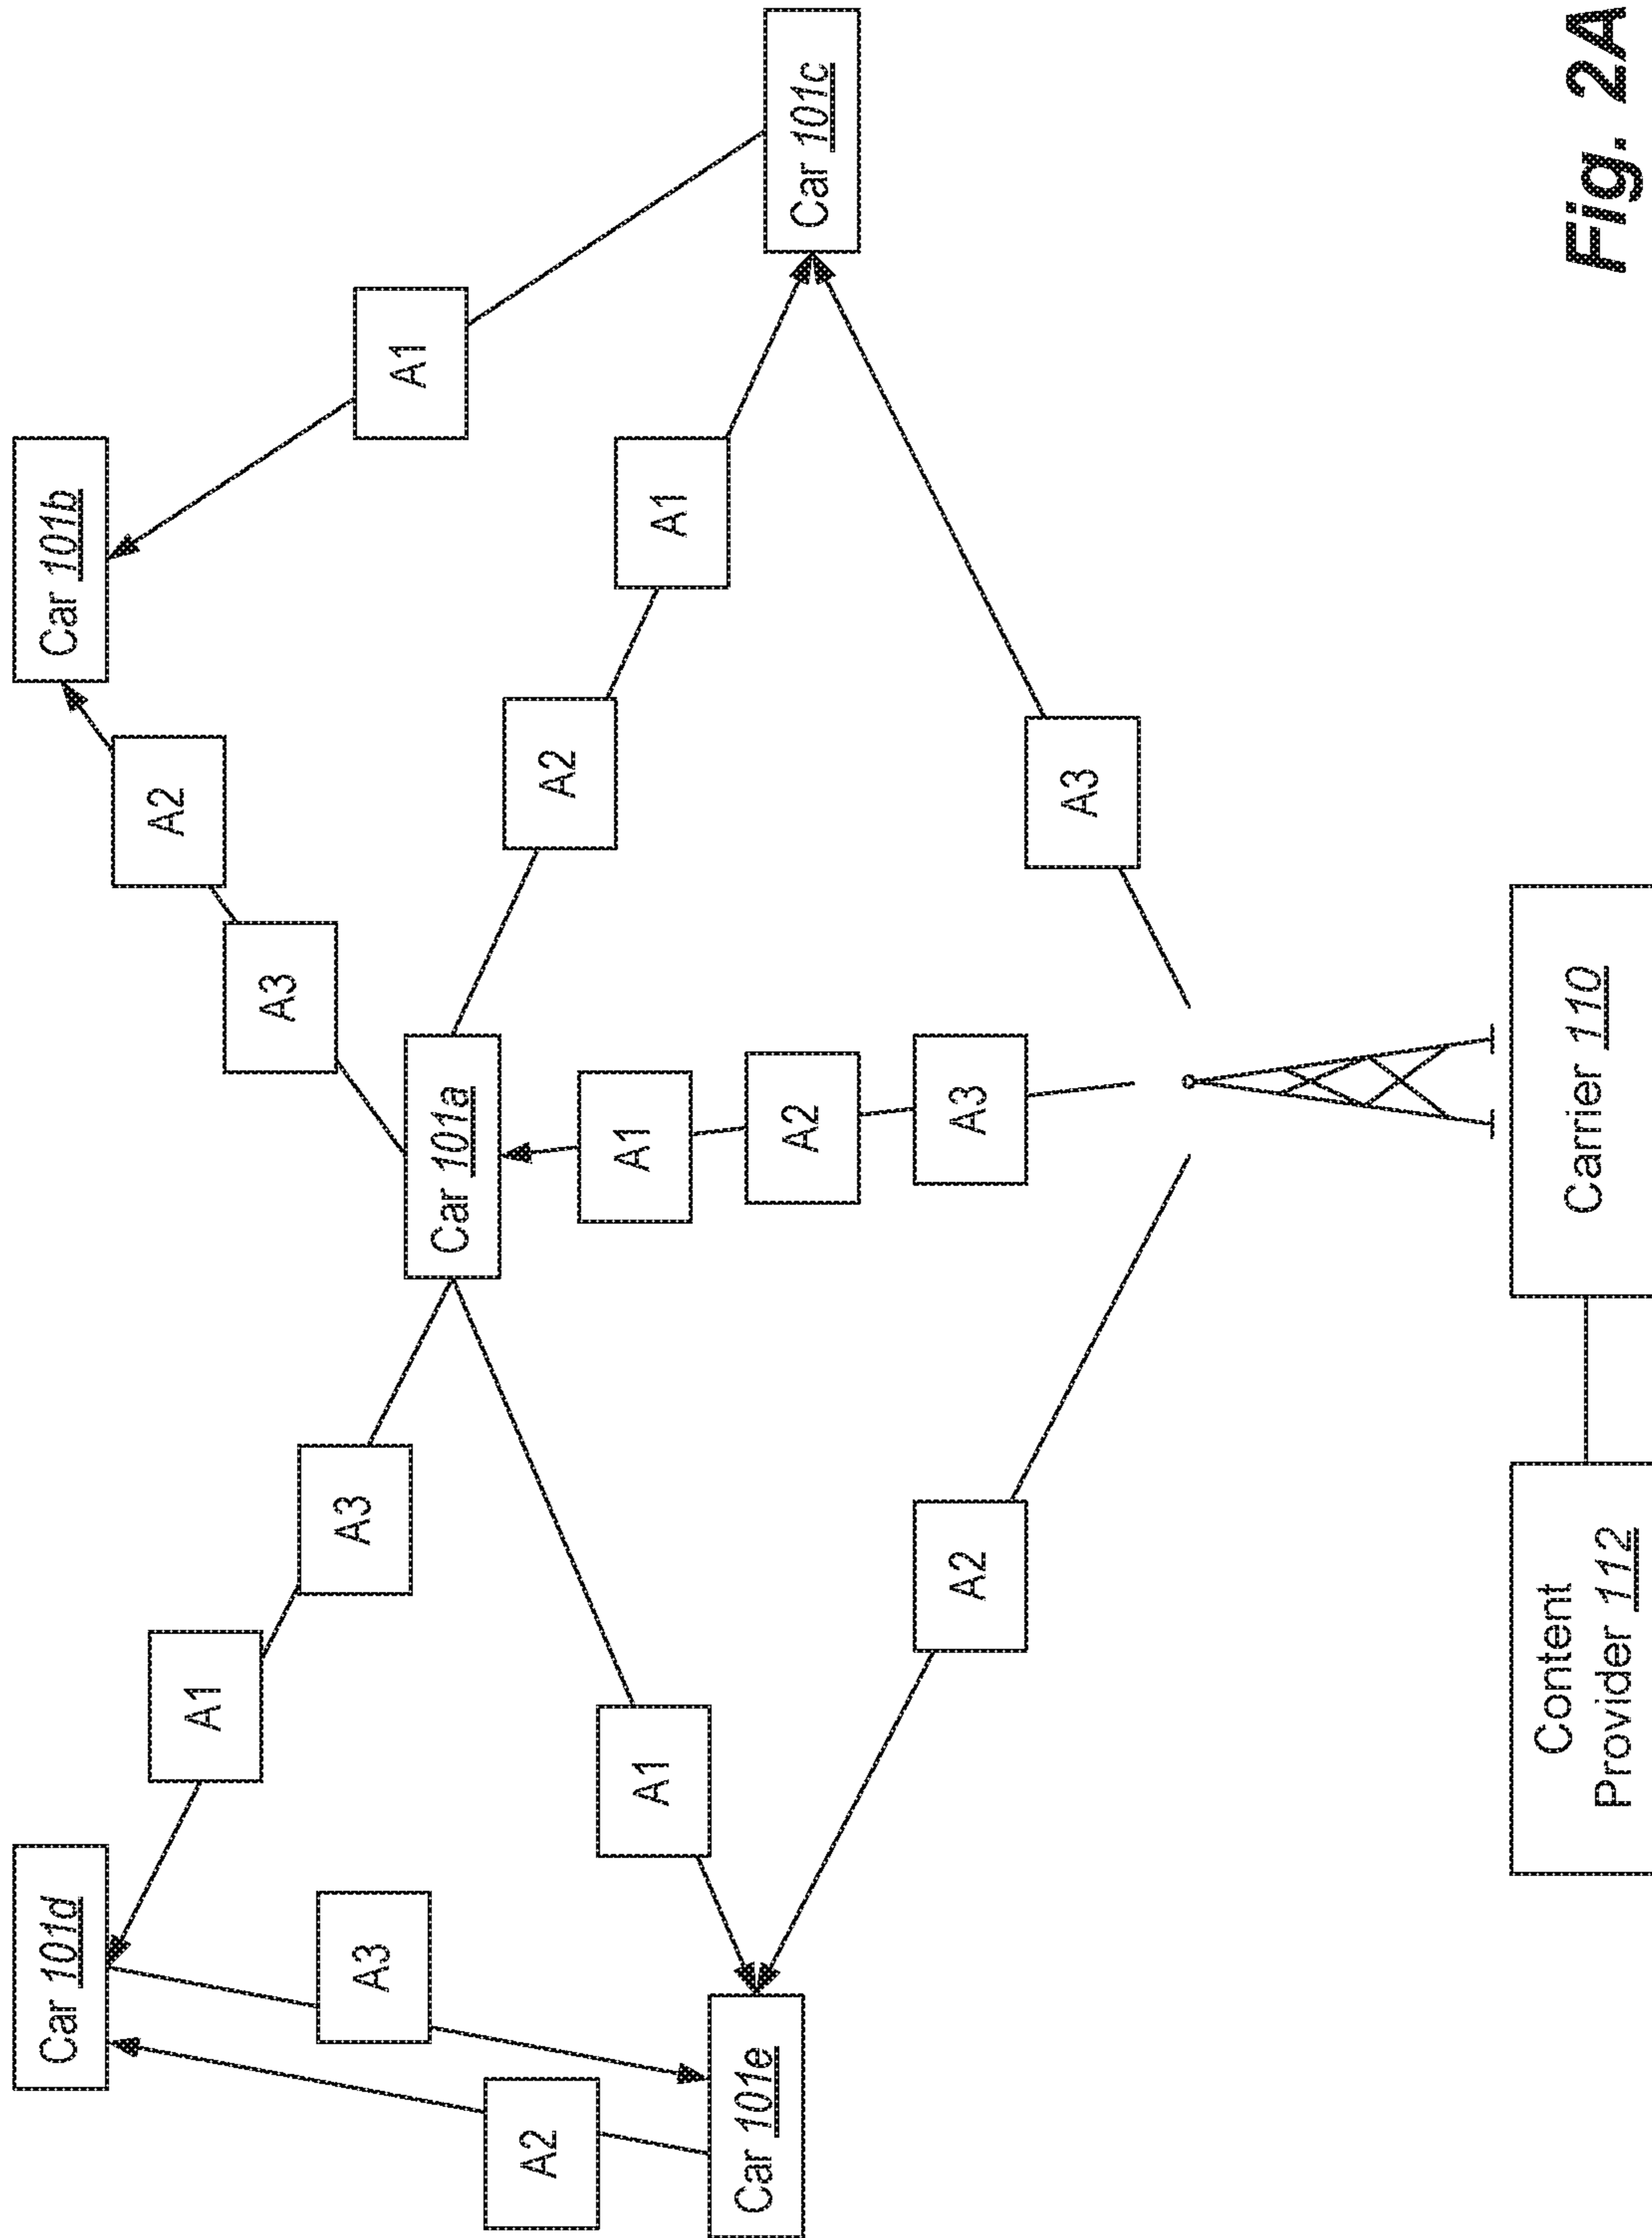 Car 101d
Car 101b
A2
A1
A3
A3
A3
A1
Car 101a
A2
A2
A1
A1
A1
Car 101e
A2
Car 101c
A2
A3
A3
Content
Provider 112
Carrier 110
Fig. 2A